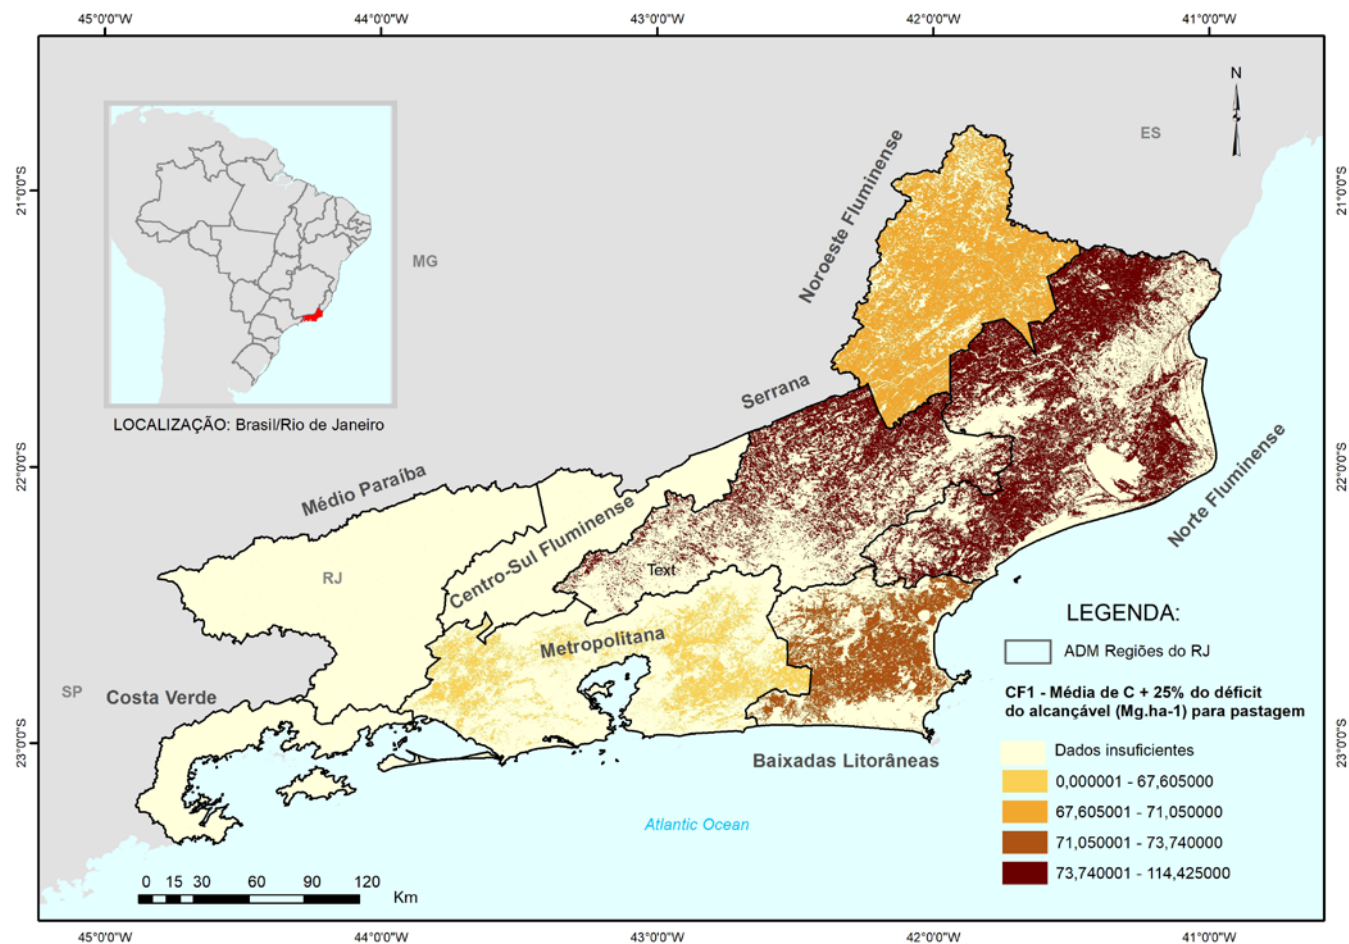 45°0'0"W
44°0'0"W
43°0'0"W
42°0'0"W
41°0'0"W
N
ES
21°0'0"S
21°0'0"S
Noroeste Fluminense
MG
Serrana
LOCALIZAÇÃO: Brasil/Rio de Janeiro
22°0'0"S
22°0'0"S
Médio Paraíba
Norte Fluminense
Centro-Sul Fluminense
RJ
Text
LEGENDA:
Metropolitana
ADM Regiões do RJ
SP
Costa Verde
CF1 - Média de C + 25% do déficit
do alcançável (Mg.ha-1) para pastagem
23°0'0"S
23°0'0"S
Dados insuficientes
Baixadas Litorâneas
0,000001 - 67,605000
67,605001 - 71,050000
Atlantic Ocean
71,050001 - 73,740000
73,740001 - 114,425000
0 15 30 60 90 120
Km
45°0'0"W
44°0'0"W
43°0'0"W
42°0'0"W
41°0'0"W